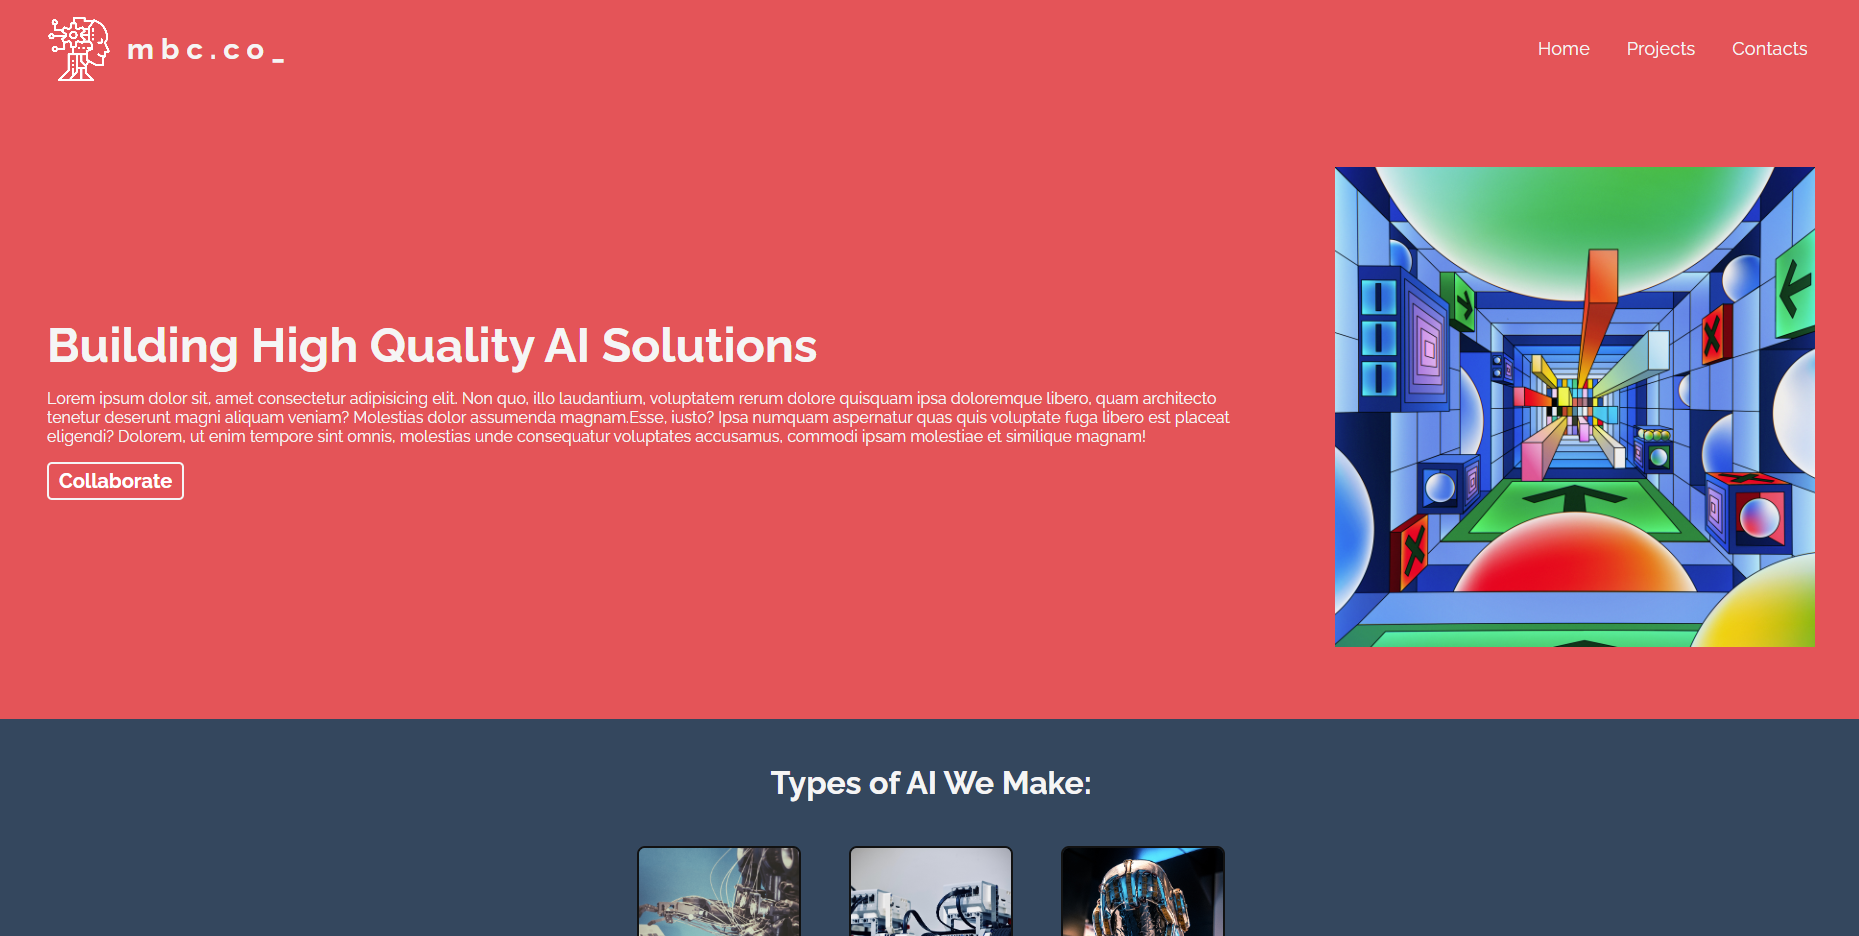 mbc.co_
Home Projects Contacts
Building High Quality AI Solutions
Lorem ipsum dolor sit, amet consectetur adipisicing elit. Non quo, illo laudantium, voluptatem rerum dolore quisquam ipsa doloremque libero, quam architecto
tenetur deserunt magni aliquam veniam? Molestias dolor assumenda magnam.Esse, iusto? Ipsa numquam aspernatur quas quis voluptate fuga libero est placeat
eligendi? Dolorem, ut enim tempore sint omnis, molestias unde consequatur voluptates accusamus, commodi ipsam molestiae et similique magnam!
Collaborate
Types of AI We Make: